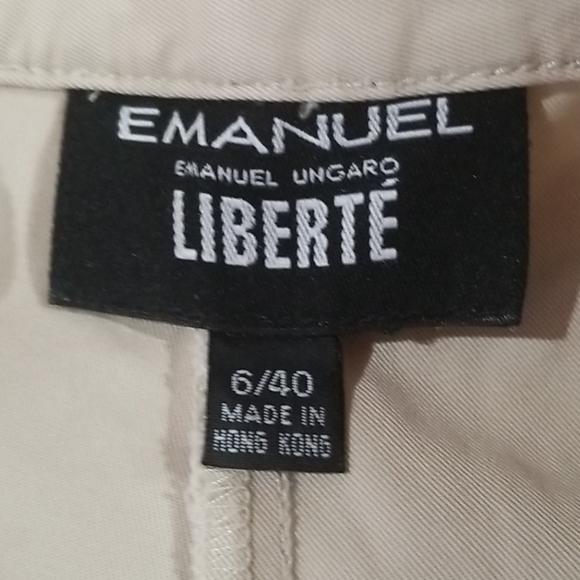 EMANUEL
EMANUEL UNGARO
LIBERTÉ
6/40
MADE IN
HONG KONG